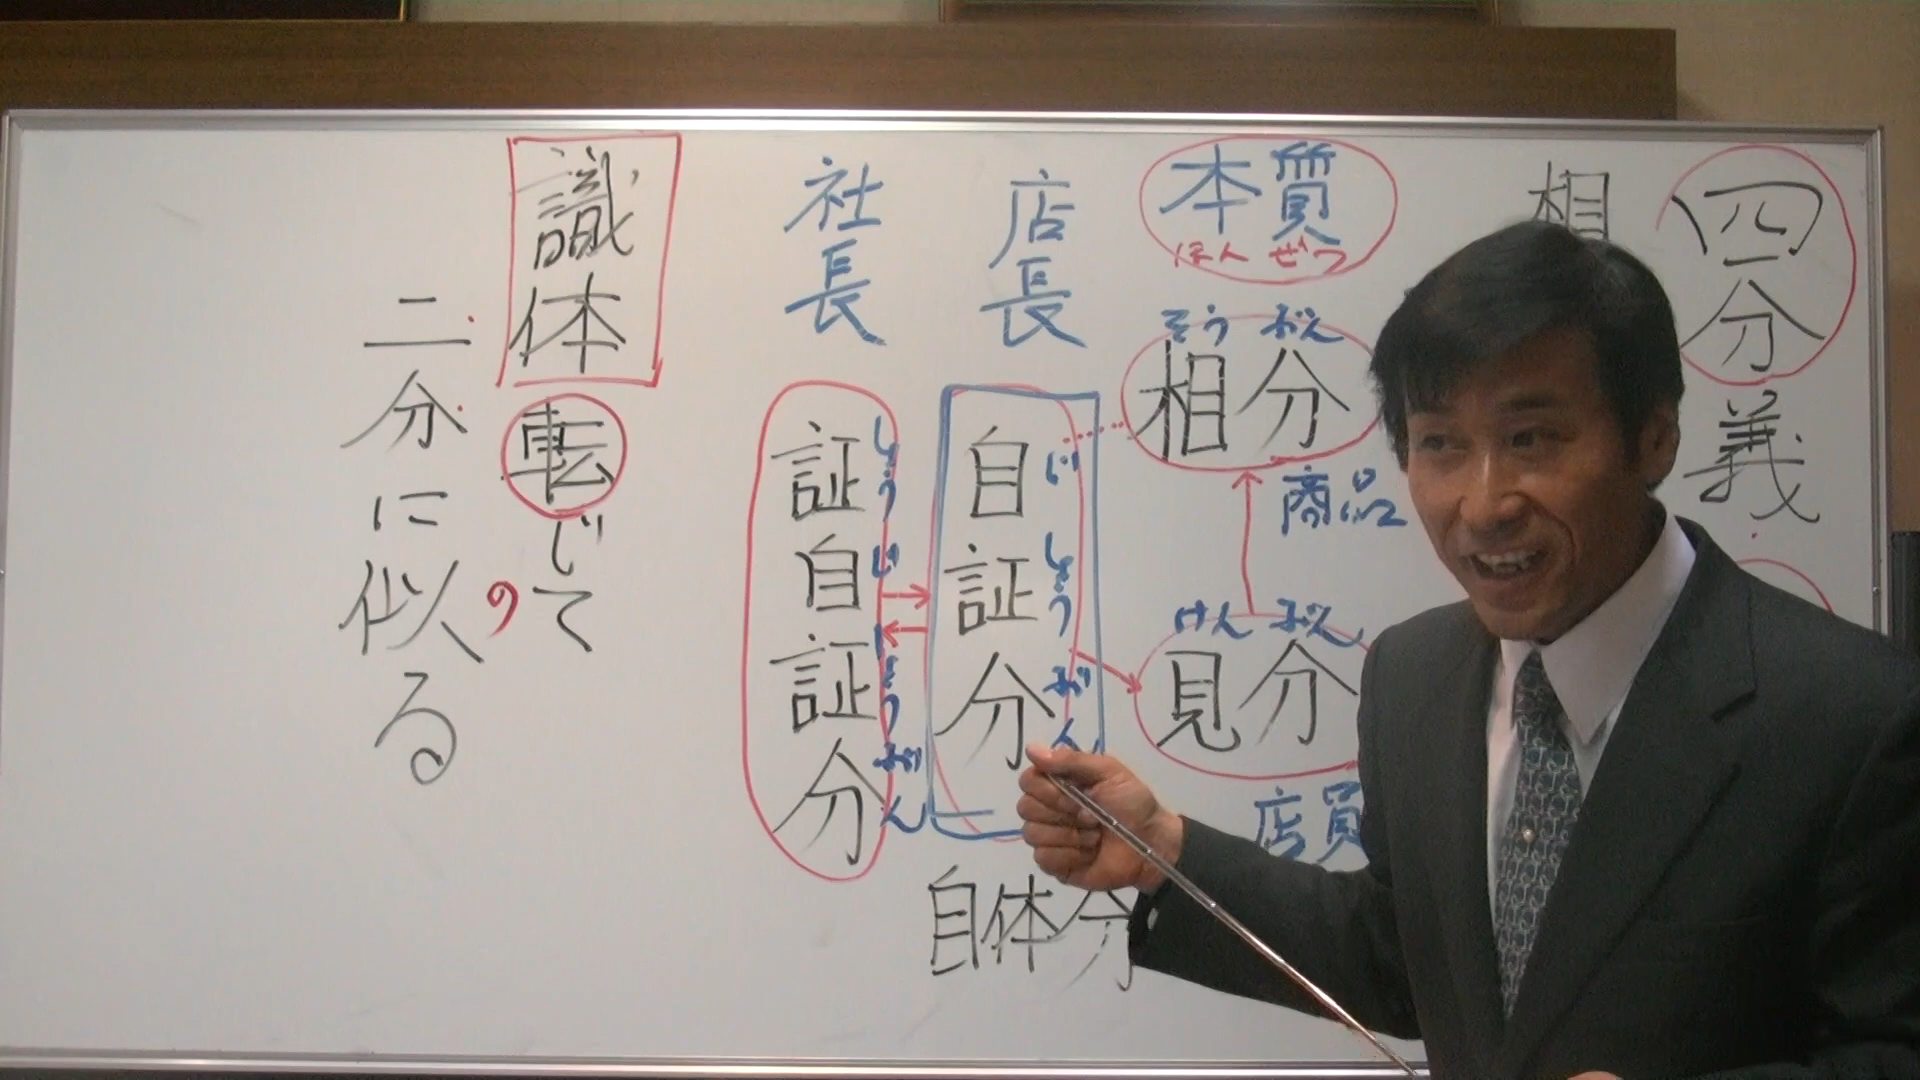 四分義
相
本質
ほんぜつ
そうぶん
相分
商品
けんぶん
見分
店員
店長
自証分
じしょうぶん
自体分
社長
証自証分
しょうじしょうぶん
識体転じて
の
二分に似る